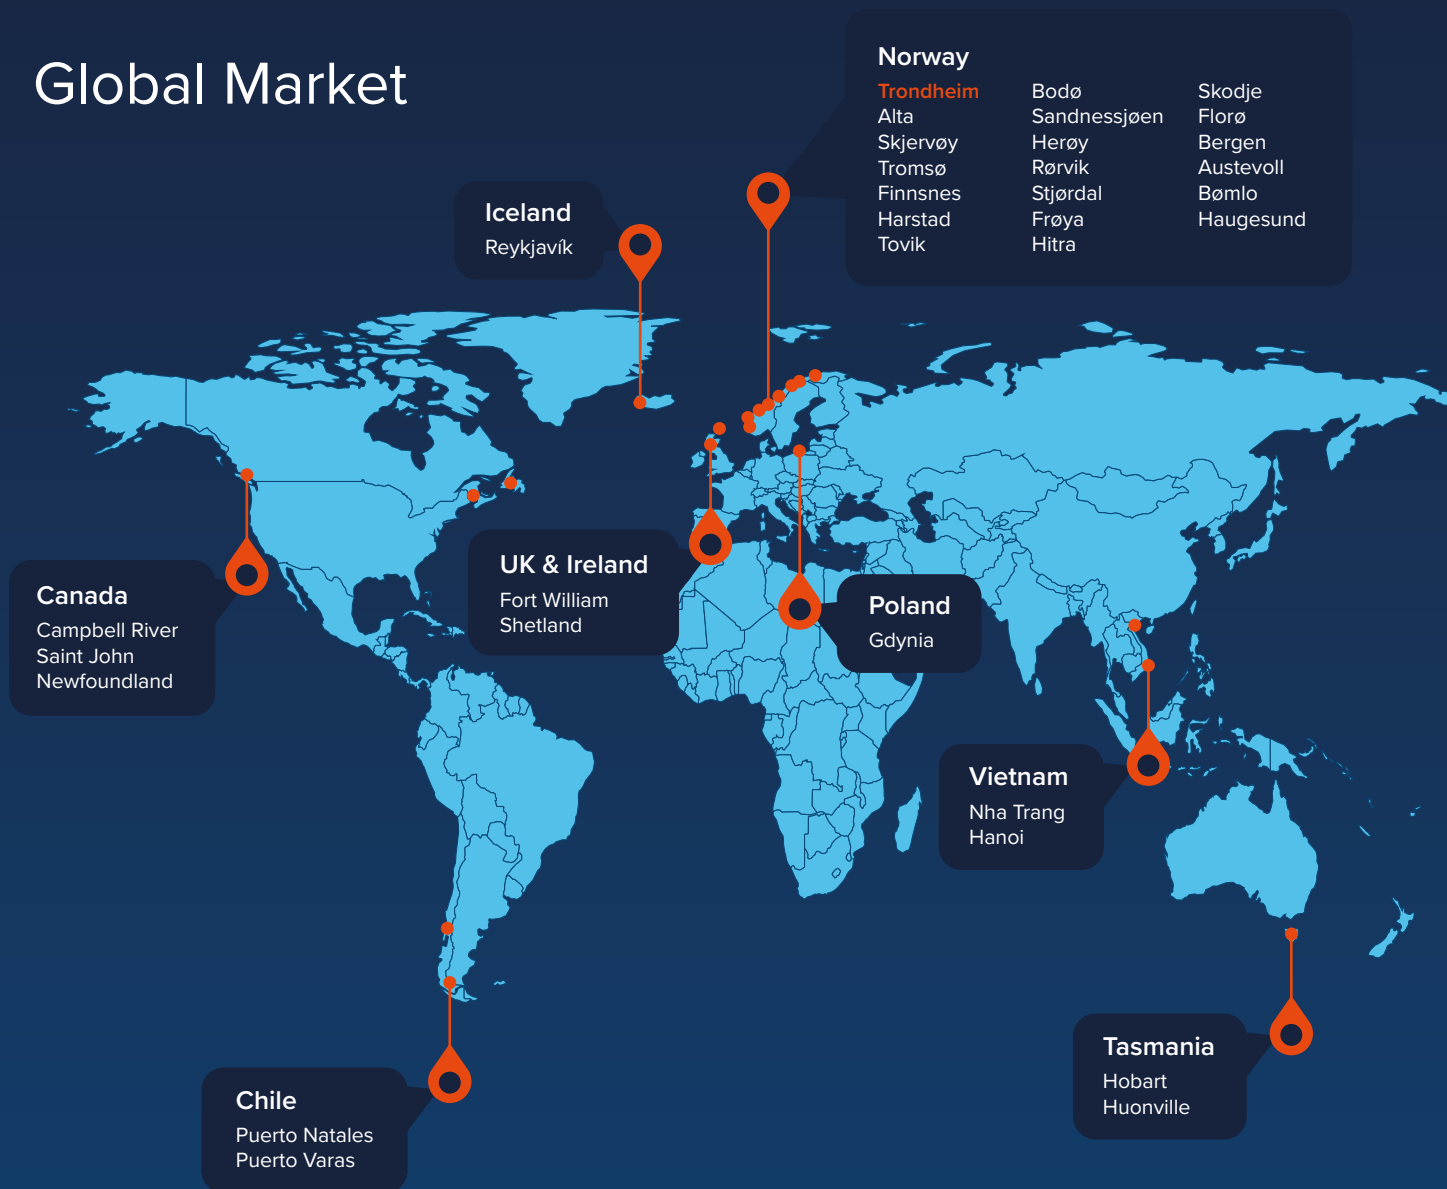 Global Market
Norway
Trondheim
Alta
Skjervøy
Tromsø
Finnsnes
Harstad
Tovik
Bodø
Sandnessjøen
Herøy
Rørvik
Stjørdal
Frøya
Hitra
Skodje
Florø
Bergen
Austevoll
Bømlo
Haugesund
Iceland
Reykjavík
UK & Ireland
Fort William
Shetland
Poland
Gdynia
Canada
Campbell River
Saint John
Newfoundland
Vietnam
Nha Trang
Hanoi
Tasmania
Hobart
Huonville
Chile
Puerto Natales
Puerto Varas